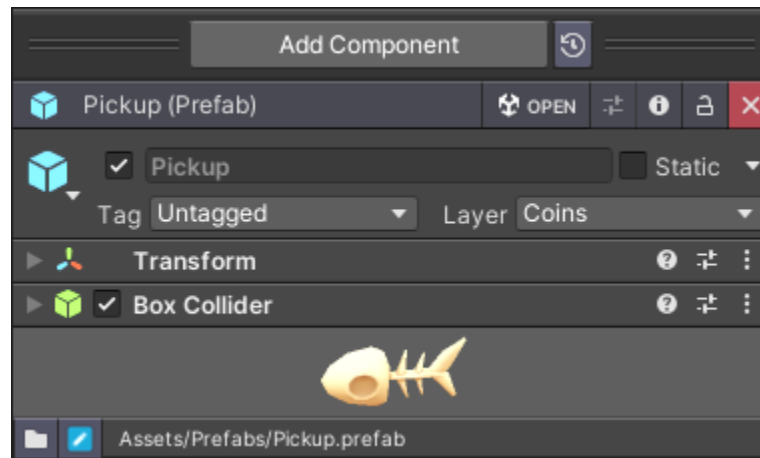 Add Component
Pickup (Prefab) OPEN
Pickup Static
Tag Untagged Layer Coins
Transform
Box Collider
Assets/Prefabs/Pickup.prefab